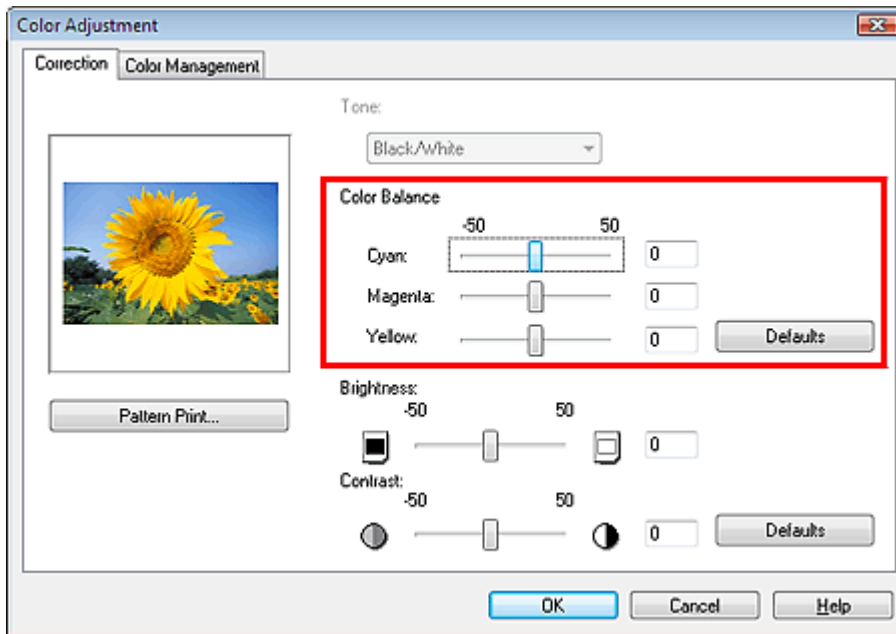 Color Adjustment
Correction Color Management
Tone:
Black/White
Color Balance
-50 50
Cyan: 0
Magenta: 0
Yellow: 0 Defaults
Pattern Print...
Brightness:
-50 50
0
Contrast:
-50 50
0 Defaults
OK Cancel Help